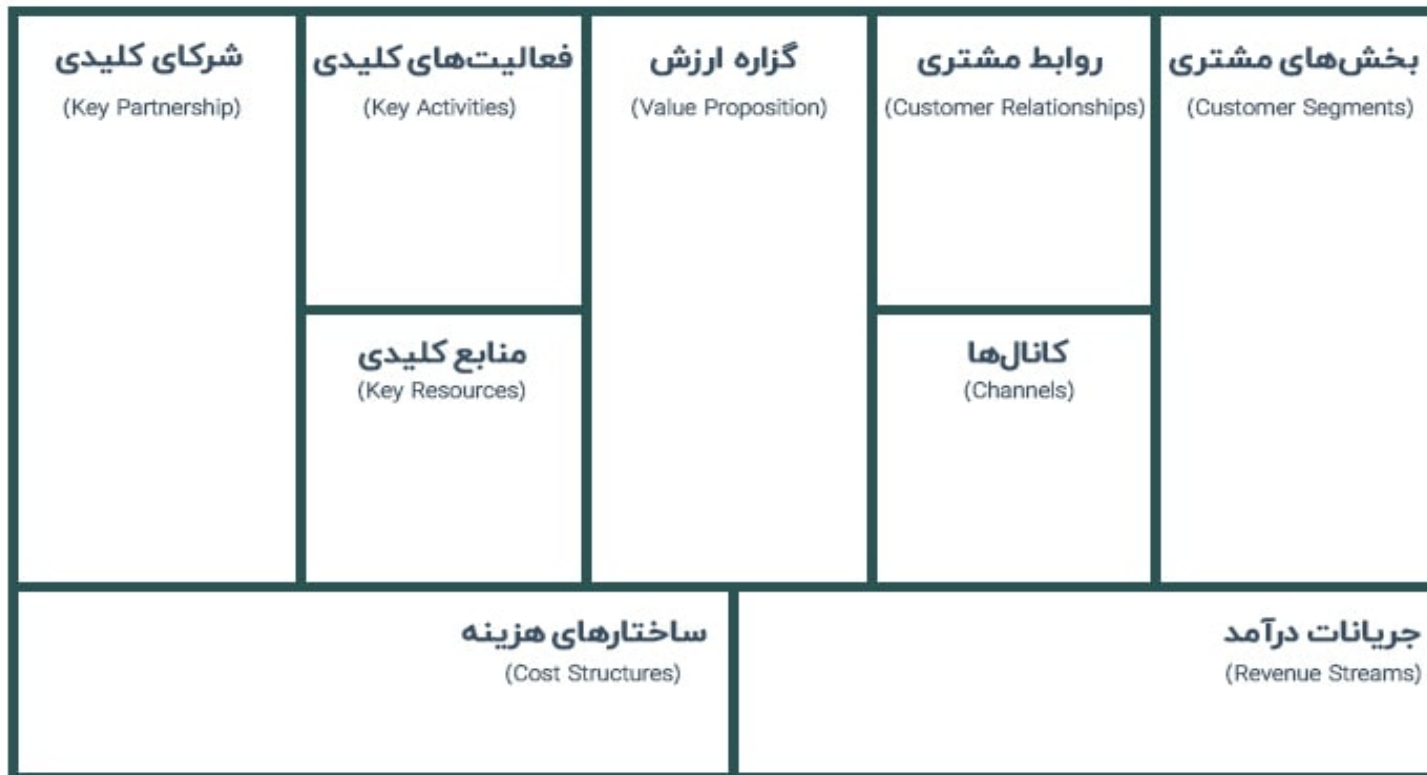 شرکای کلیدی
(Key Partnership)
فعالیت‌های کلیدی
(Key Activities)
گزاره ارزش
(Value Proposition)
روابط مشتری
(Customer Relationships)
بخش‌های مشتری
(Customer Segments)
منابع کلیدی
(Key Resources)
کانال‌ها
(Channels)
ساختارهای هزینه
(Cost Structures)
جریانات درآمد
(Revenue Streams)